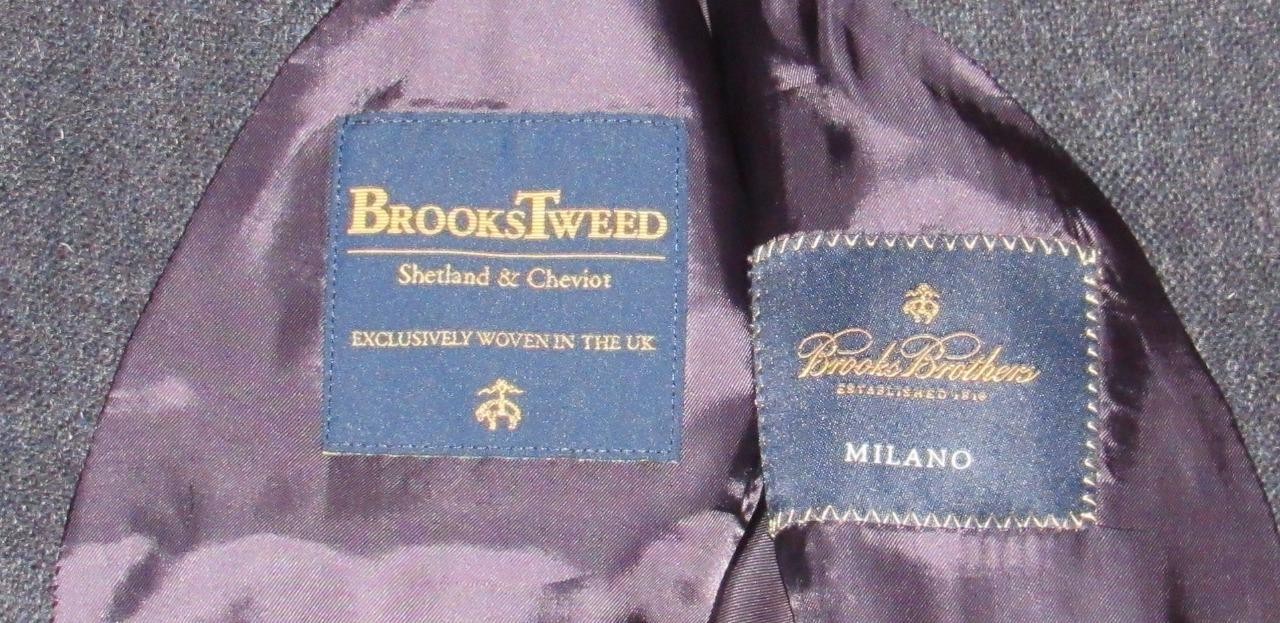 BROOKSTWEED
Shetland & Cheviot
EXCLUSIVELY WOVEN IN THE UK
Brooks Brothers
ESTABLISHED 1818
MILANO